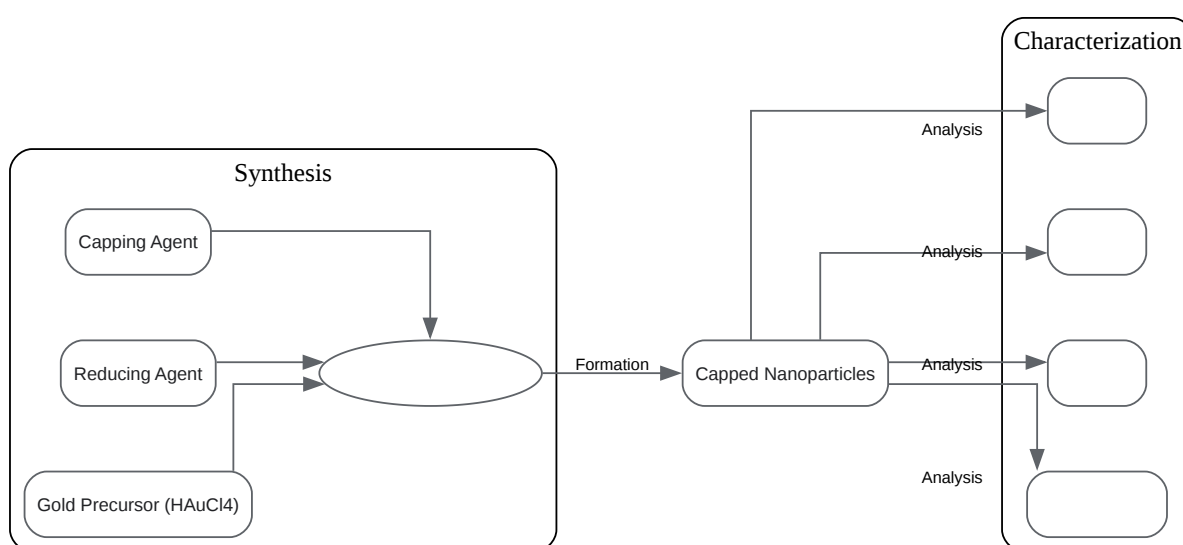 Characterization
Analysis
Synthesis
Capping Agent
Analysis
Reducing Agent
Formation
Capped Nanoparticles
Analysis
Gold Precursor (HAuCl4)
Analysis